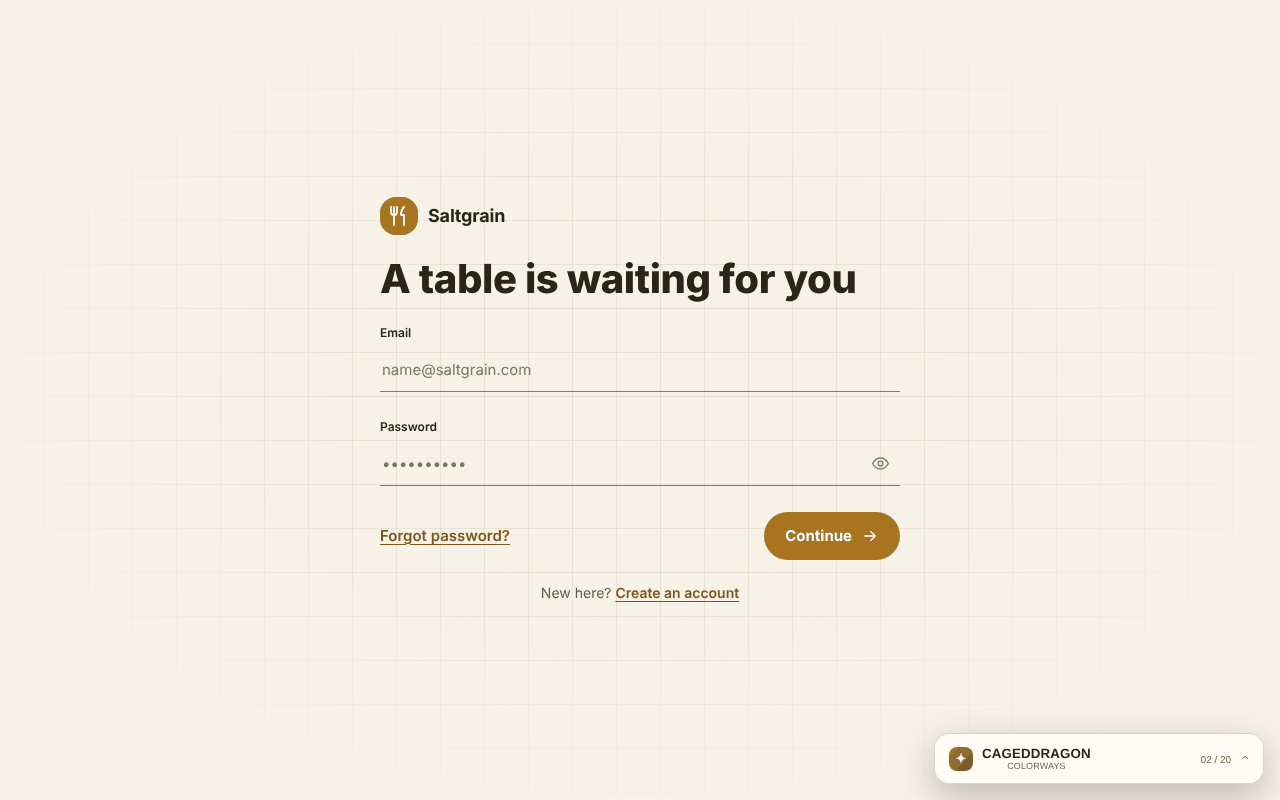 Saltgrain
A table is waiting for you
Email
name@saltgrain.com
Password
••••••••••
Forgot password?
Continue →
New here? Create an account
CAGEDDRAGON
COLORWAYS
02 / 20